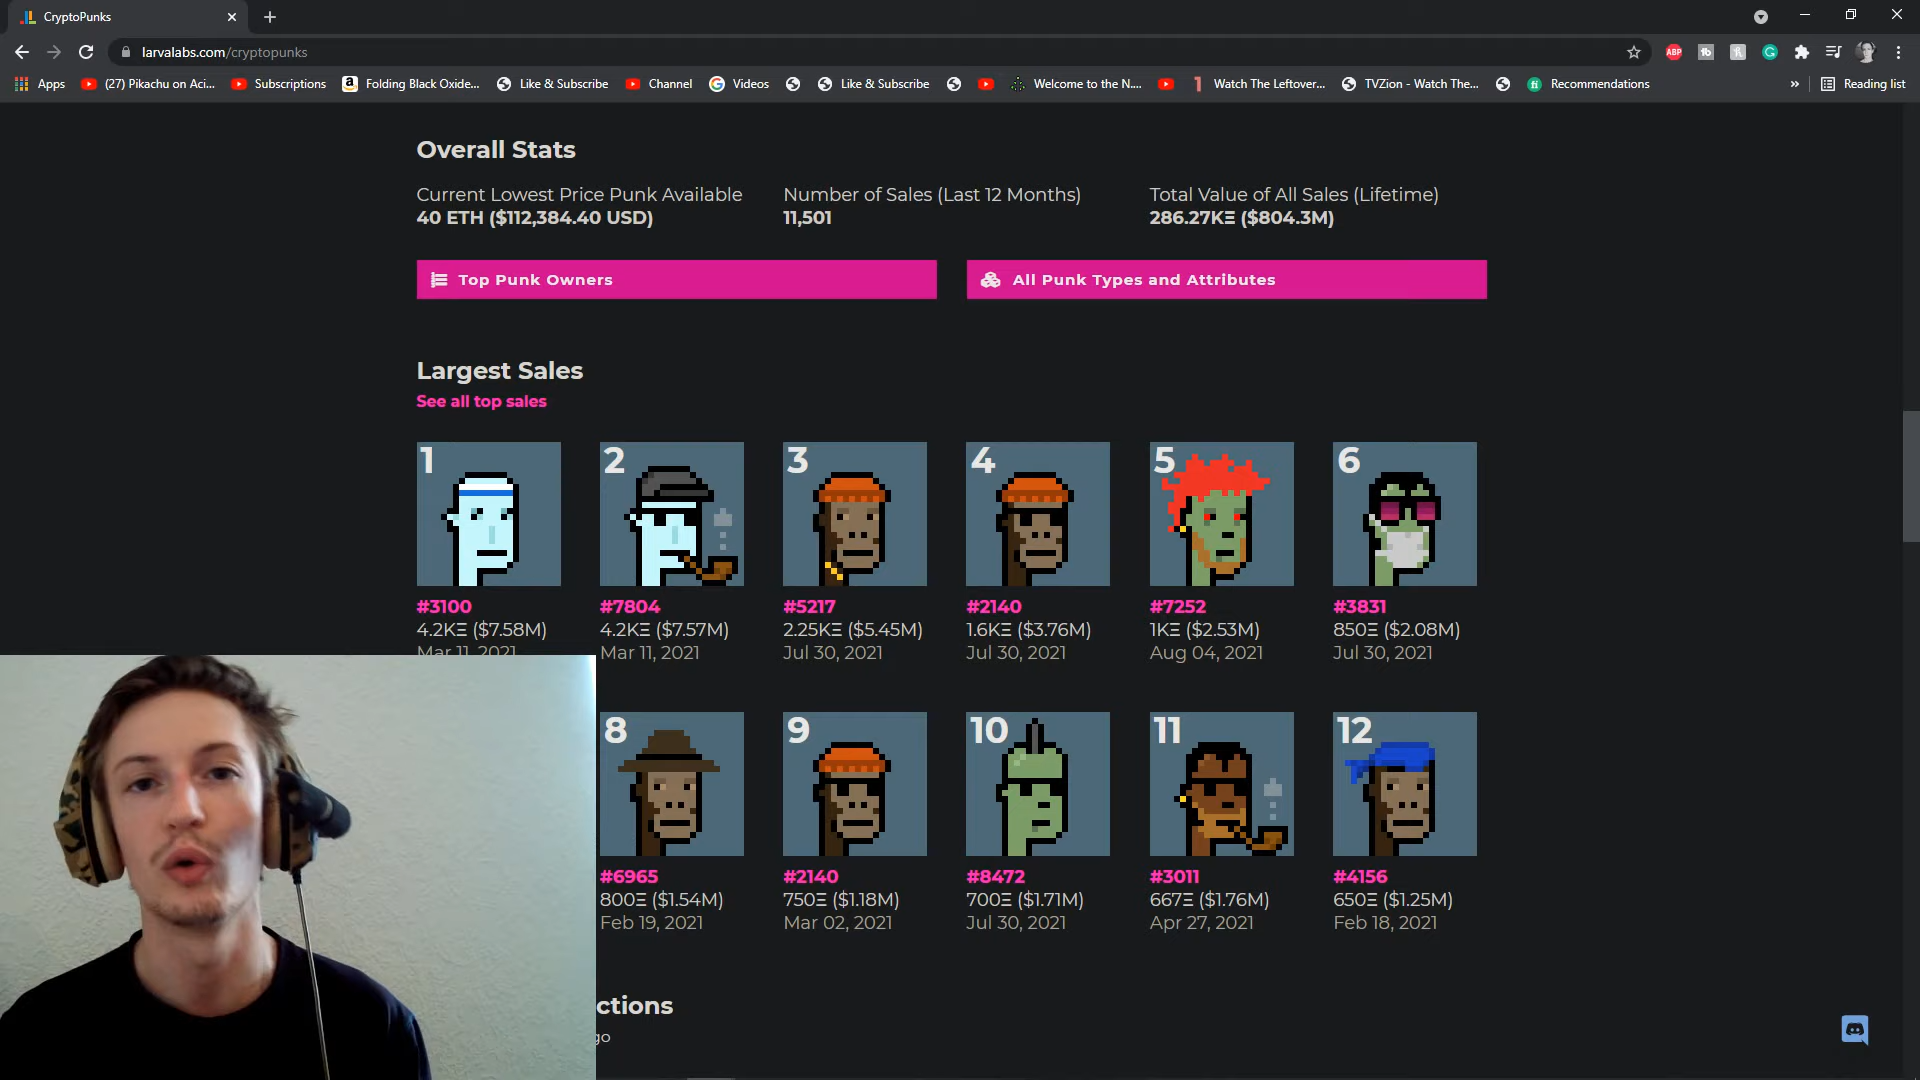 CryptoPunks
larvalabs.com/cryptopunks
ABP
Apps
(27) Pikachu on Aci...
Subscriptions
Folding Black Oxide...
Like & Subscribe
Channel
Videos
Like & Subscribe
Welcome to the N....
Watch The Leftover...
TVZion - Watch The...
Recommendations
Reading list
Overall Stats
Current Lowest Price Punk Available
40 ETH ($112,384.40 USD)
Number of Sales (Last 12 Months)
11,501
Total Value of All Sales (Lifetime)
286.27KΞ ($804.3M)
Top Punk Owners
All Punk Types and Attributes
Largest Sales
See all top sales
1
2
3
4
5
6
#3100
#7804
#5217
#2140
#7252
#3831
4.2KΞ ($7.58M)
4.2KΞ ($7.57M)
2.25KΞ ($5.45M)
1.6KΞ ($3.76M)
1KΞ ($2.53M)
850Ξ ($2.08M)
Mar 11, 2021
Mar 11, 2021
Jul 30, 2021
Jul 30, 2021
Aug 04, 2021
Jul 30, 2021
8
9
10
11
12
#6965
#2140
#8472
#3011
#4156
800Ξ ($1.54M)
750Ξ ($1.18M)
700Ξ ($1.71M)
667Ξ ($1.76M)
650Ξ ($1.25M)
Feb 19, 2021
Mar 02, 2021
Jul 30, 2021
Apr 27, 2021
Feb 18, 2021
ctions
go